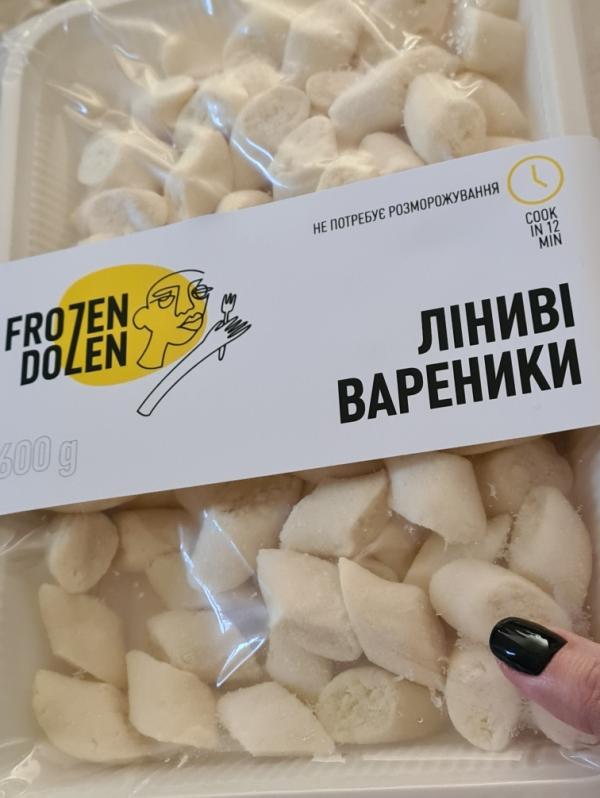 НЕ ПОТРЕБУЄ РОЗМОРОЖУВАННЯ
COOK
IN 12
MIN
FROZEN
DOZEN
ЛІНИВІ
ВАРЕНИКИ
600 g